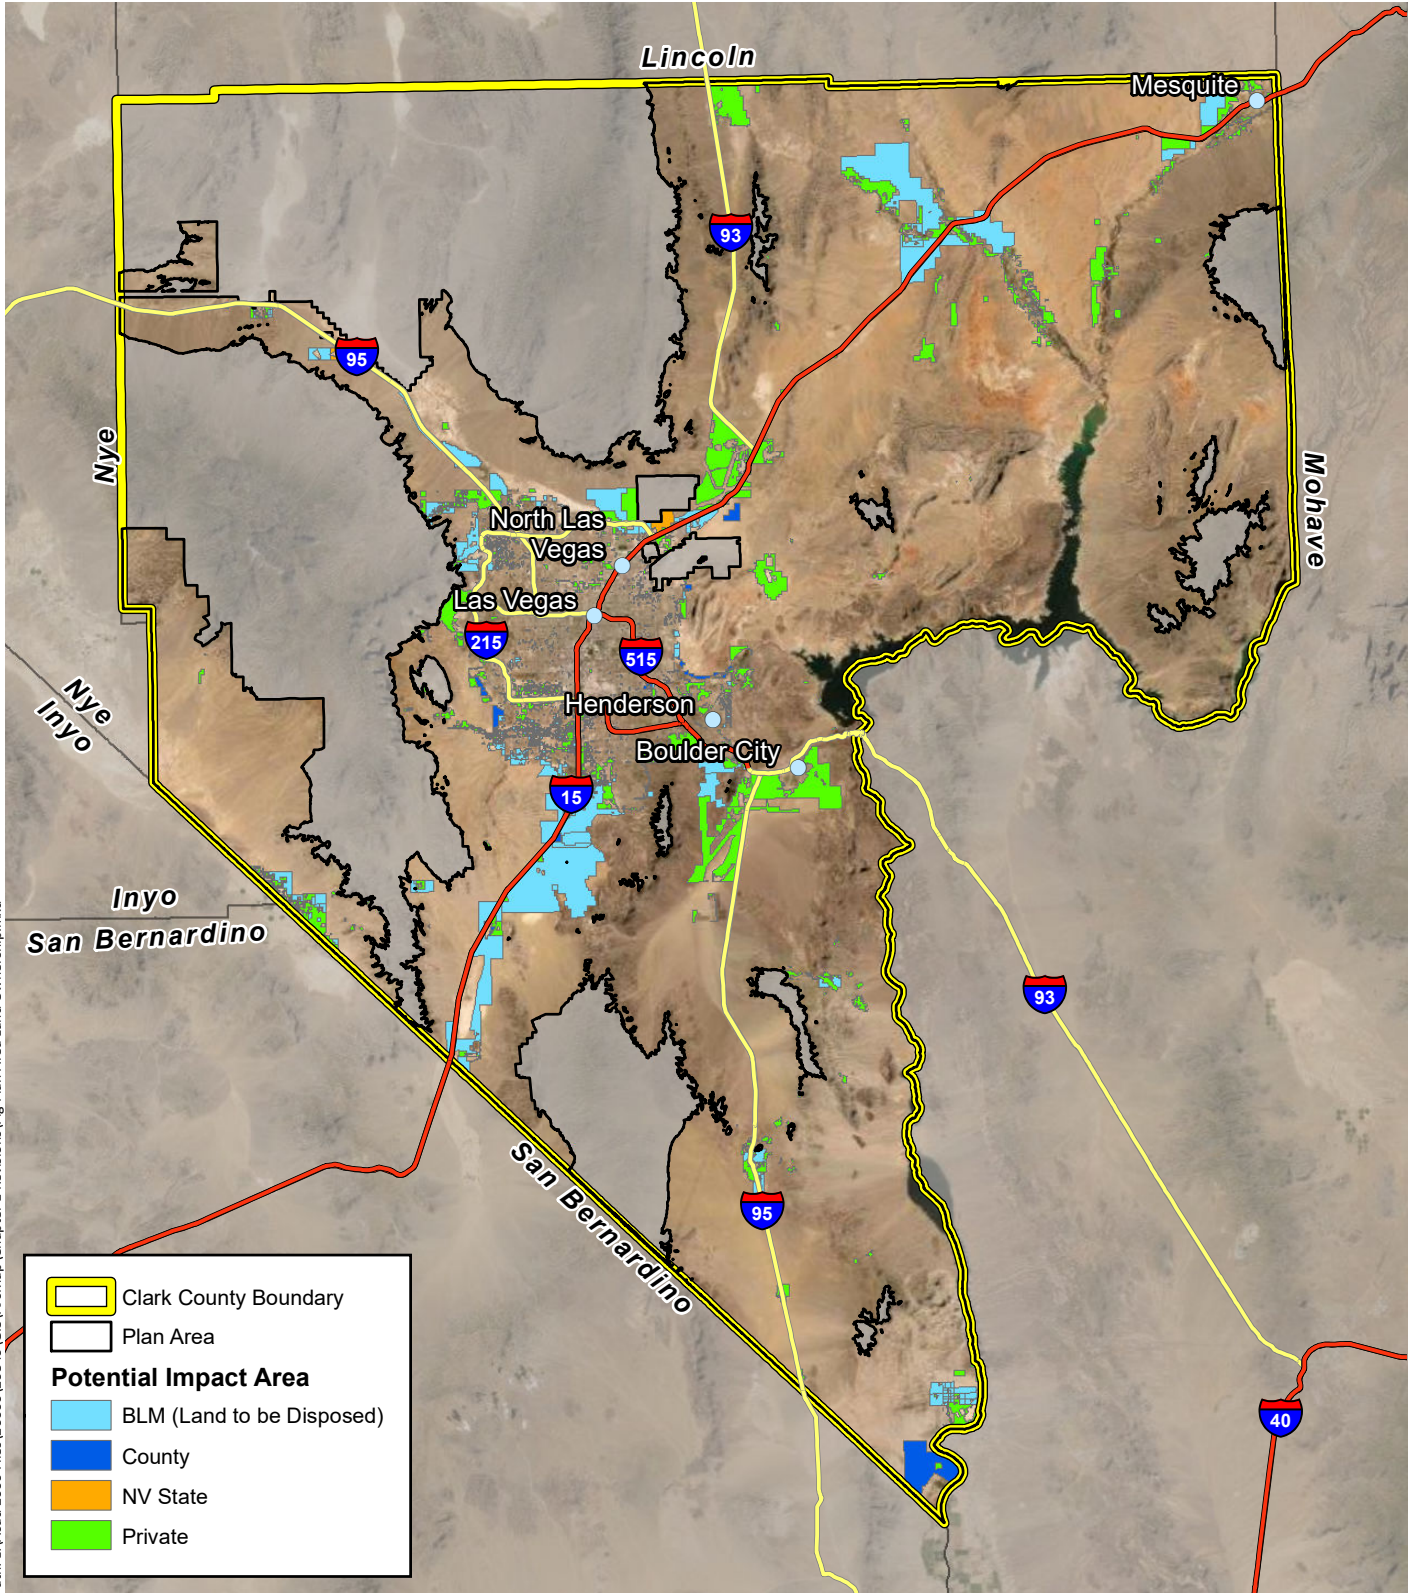 Lincoln
Mesquite
93
95
Nye
Mohave
North Las
Vegas
Las Vegas
215
515
Nye
Inyo
Henderson
Boulder City
15
Inyo
San Bernardino
93
San Bernardino
95
40
Clark County Boundary
Plan Area
Potential Impact Area
BLM (Land to be Disposed)
County
NV State
Private